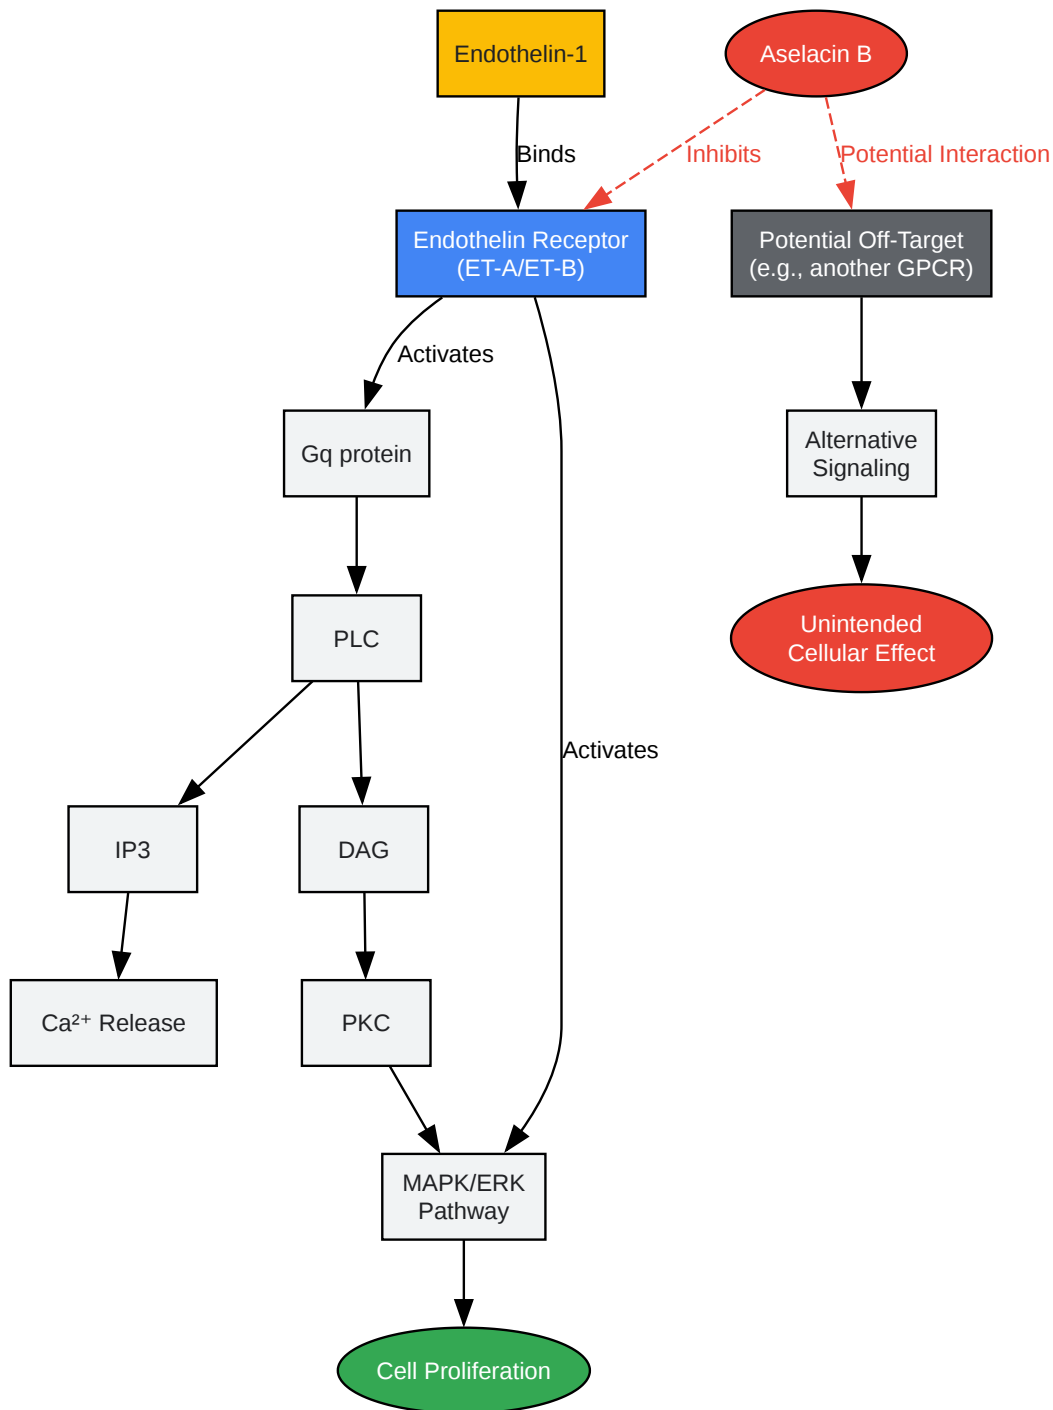 Endothelin-1
Aselacin B
Binds
Inhibits
Potential Interaction
Endothelin Receptor
(ET-A/ET-B)
Potential Off-Target
(e.g., another GPCR)
Activates
Gq protein
Alternative
Signaling
PLC
Unintended
Cellular Effect
Activates
IP3
DAG
Ca²⁺ Release
PKC
MAPK/ERK
Pathway
Cell Proliferation